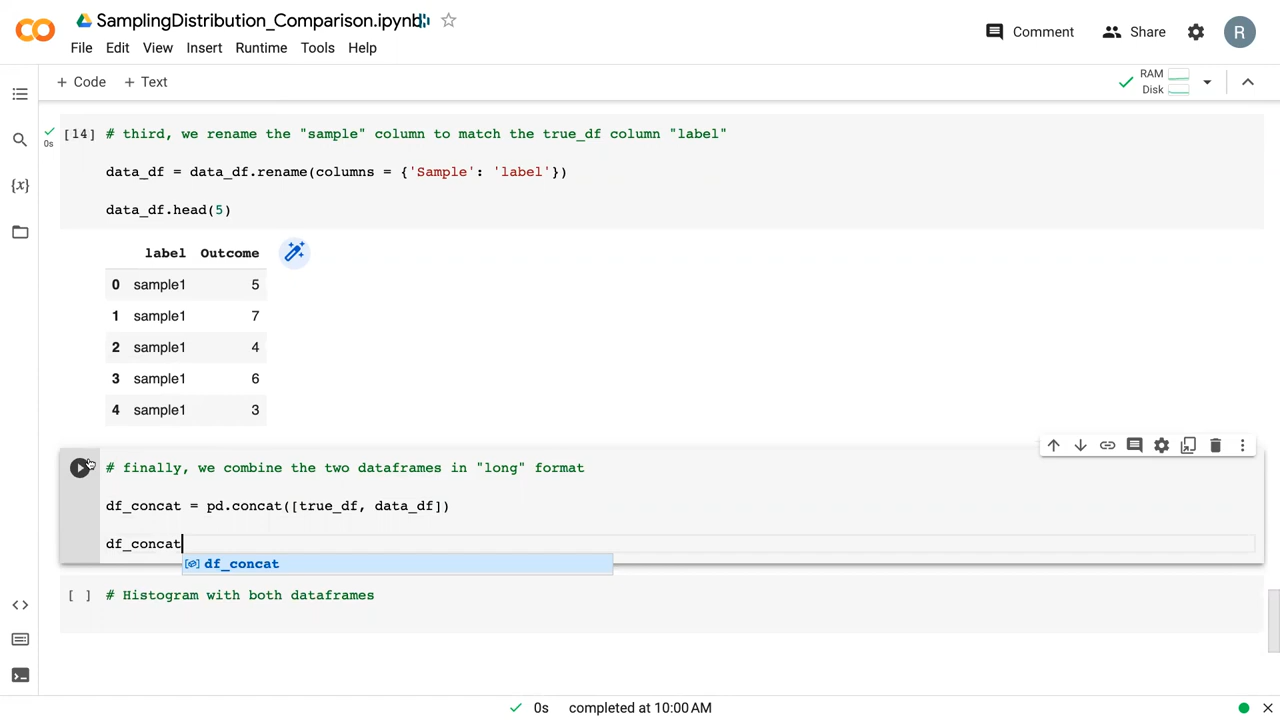 SamplingDistribution_Comparison.ipynb
File Edit View Insert Runtime Tools Help
Comment Share R
+ Code + Text
RAM
Disk
0s
[14] # third, we rename the "sample" column to match the true_df column "label"
data_df = data_df.rename(columns = {'Sample': 'label'})
data_df.head(5)
label Outcome
0 sample1 5
1 sample1 7
2 sample1 4
3 sample1 6
4 sample1 3
# finally, we combine the two dataframes in "long" format
df_concat = pd.concat([true_df, data_df])
df_concat
df_concat
[ ] # Histogram with both dataframes
0s completed at 10:00 AM